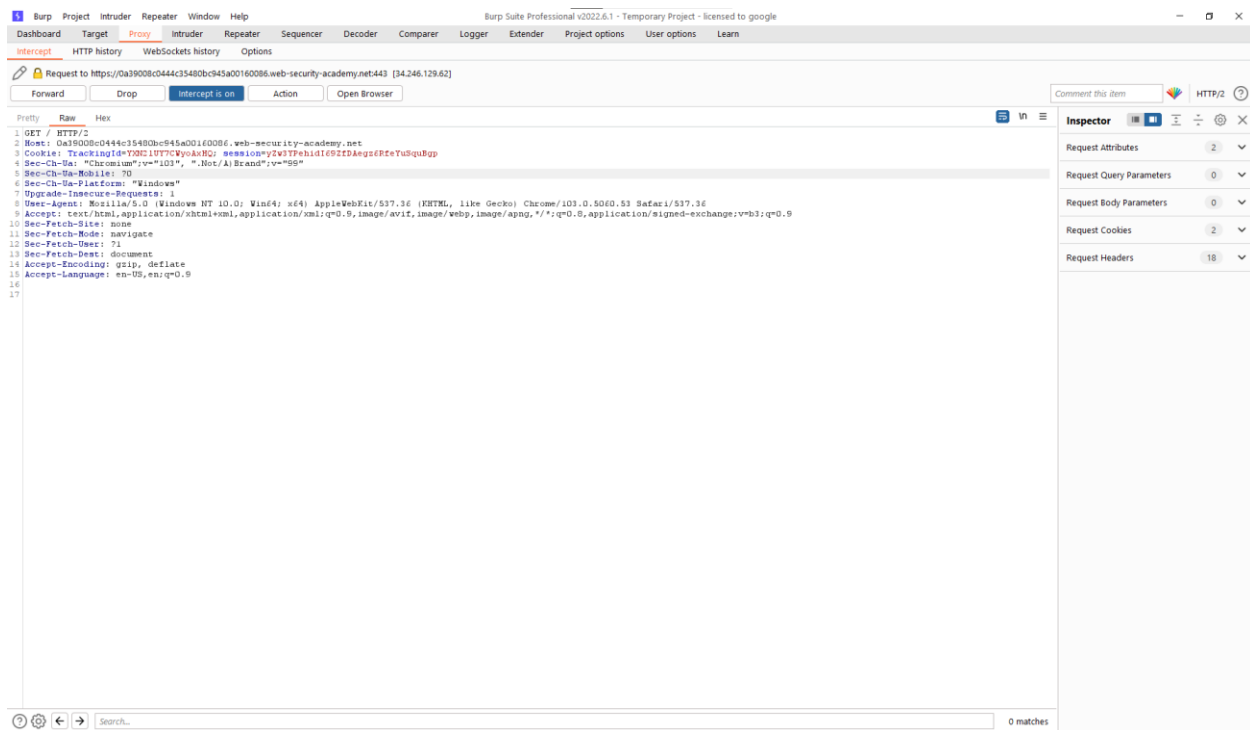 Burp Project Intruder Repeater Window Help Burp Suite Professional v2022.6.1 - Temporary Project - licensed to google
Dashboard Target Proxy Intruder Repeater Sequencer Decoder Comparer Logger Extender Project options User options Learn
Intercept HTTP history WebSockets history Options
Request to https://0a39008c0444c35480bc945a00160086.web-security-academy.net:443 [34.246.129.62]
Forward Drop Intercept is on Action Open Browser Comment this item HTTP/2 ?
Pretty Raw Hex \n Inspector
1 GET / HTTP/2
2 Host: 0a39008c0444c35480bc945a00160086.web-security-academy.net
3 Cookie: TrackingId=YXN21UY7CWyoAxHQ; session=yZw3YPehidI69ZfDAegz6RfeYuSquBgp
4 Sec-Ch-Ua: "Chromium";v="103", ".Not/A)Brand";v="99"
5 Sec-Ch-Ua-Mobile: ?0
6 Sec-Ch-Ua-Platform: "Windows"
7 Upgrade-Insecure-Requests: 1
8 User-Agent: Mozilla/5.0 (Windows NT 10.0; Win64; x64) AppleWebKit/537.36 (KHTML, like Gecko) Chrome/103.0.5060.53 Safari/537.36
9 Accept: text/html,application/xhtml+xml,application/xml;q=0.9,image/avif,image/webp,image/apng,*/*;q=0.8,application/signed-exchange;v=b3;q=0.9
10 Sec-Fetch-Site: none
11 Sec-Fetch-Mode: navigate
12 Sec-Fetch-User: ?1
13 Sec-Fetch-Dest: document
14 Accept-Encoding: gzip, deflate
15 Accept-Language: en-US,en;q=0.9
16
17
Request Attributes 2
Request Query Parameters 0
Request Body Parameters 0
Request Cookies 2
Request Headers 18
? Search... 0 matches